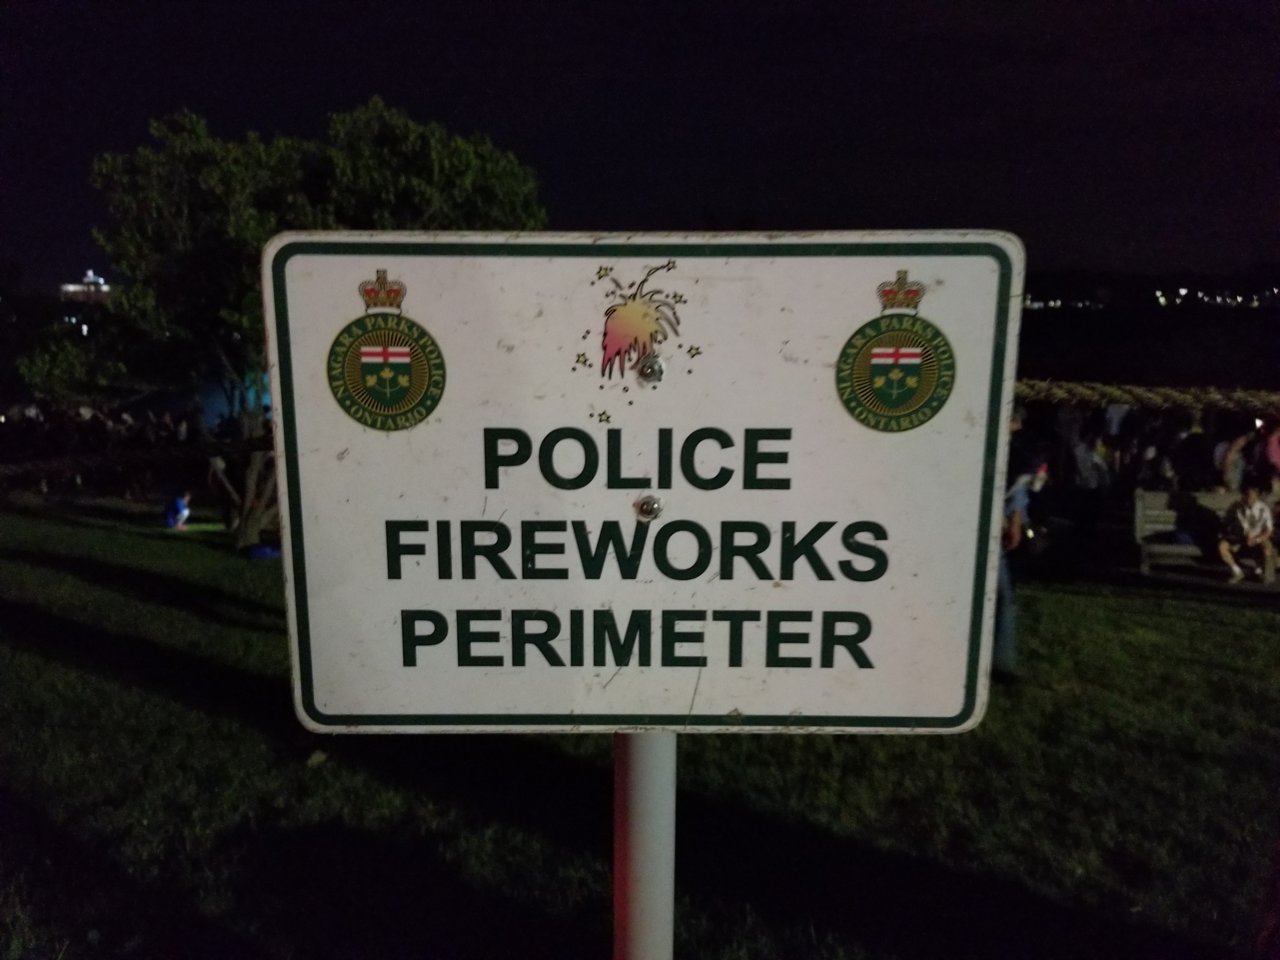 NIAGARA PARKS POLICE
ONTARIO
NIAGARA PARKS POLICE
ONTARIO
POLICE
FIREWORKS
PERIMETER